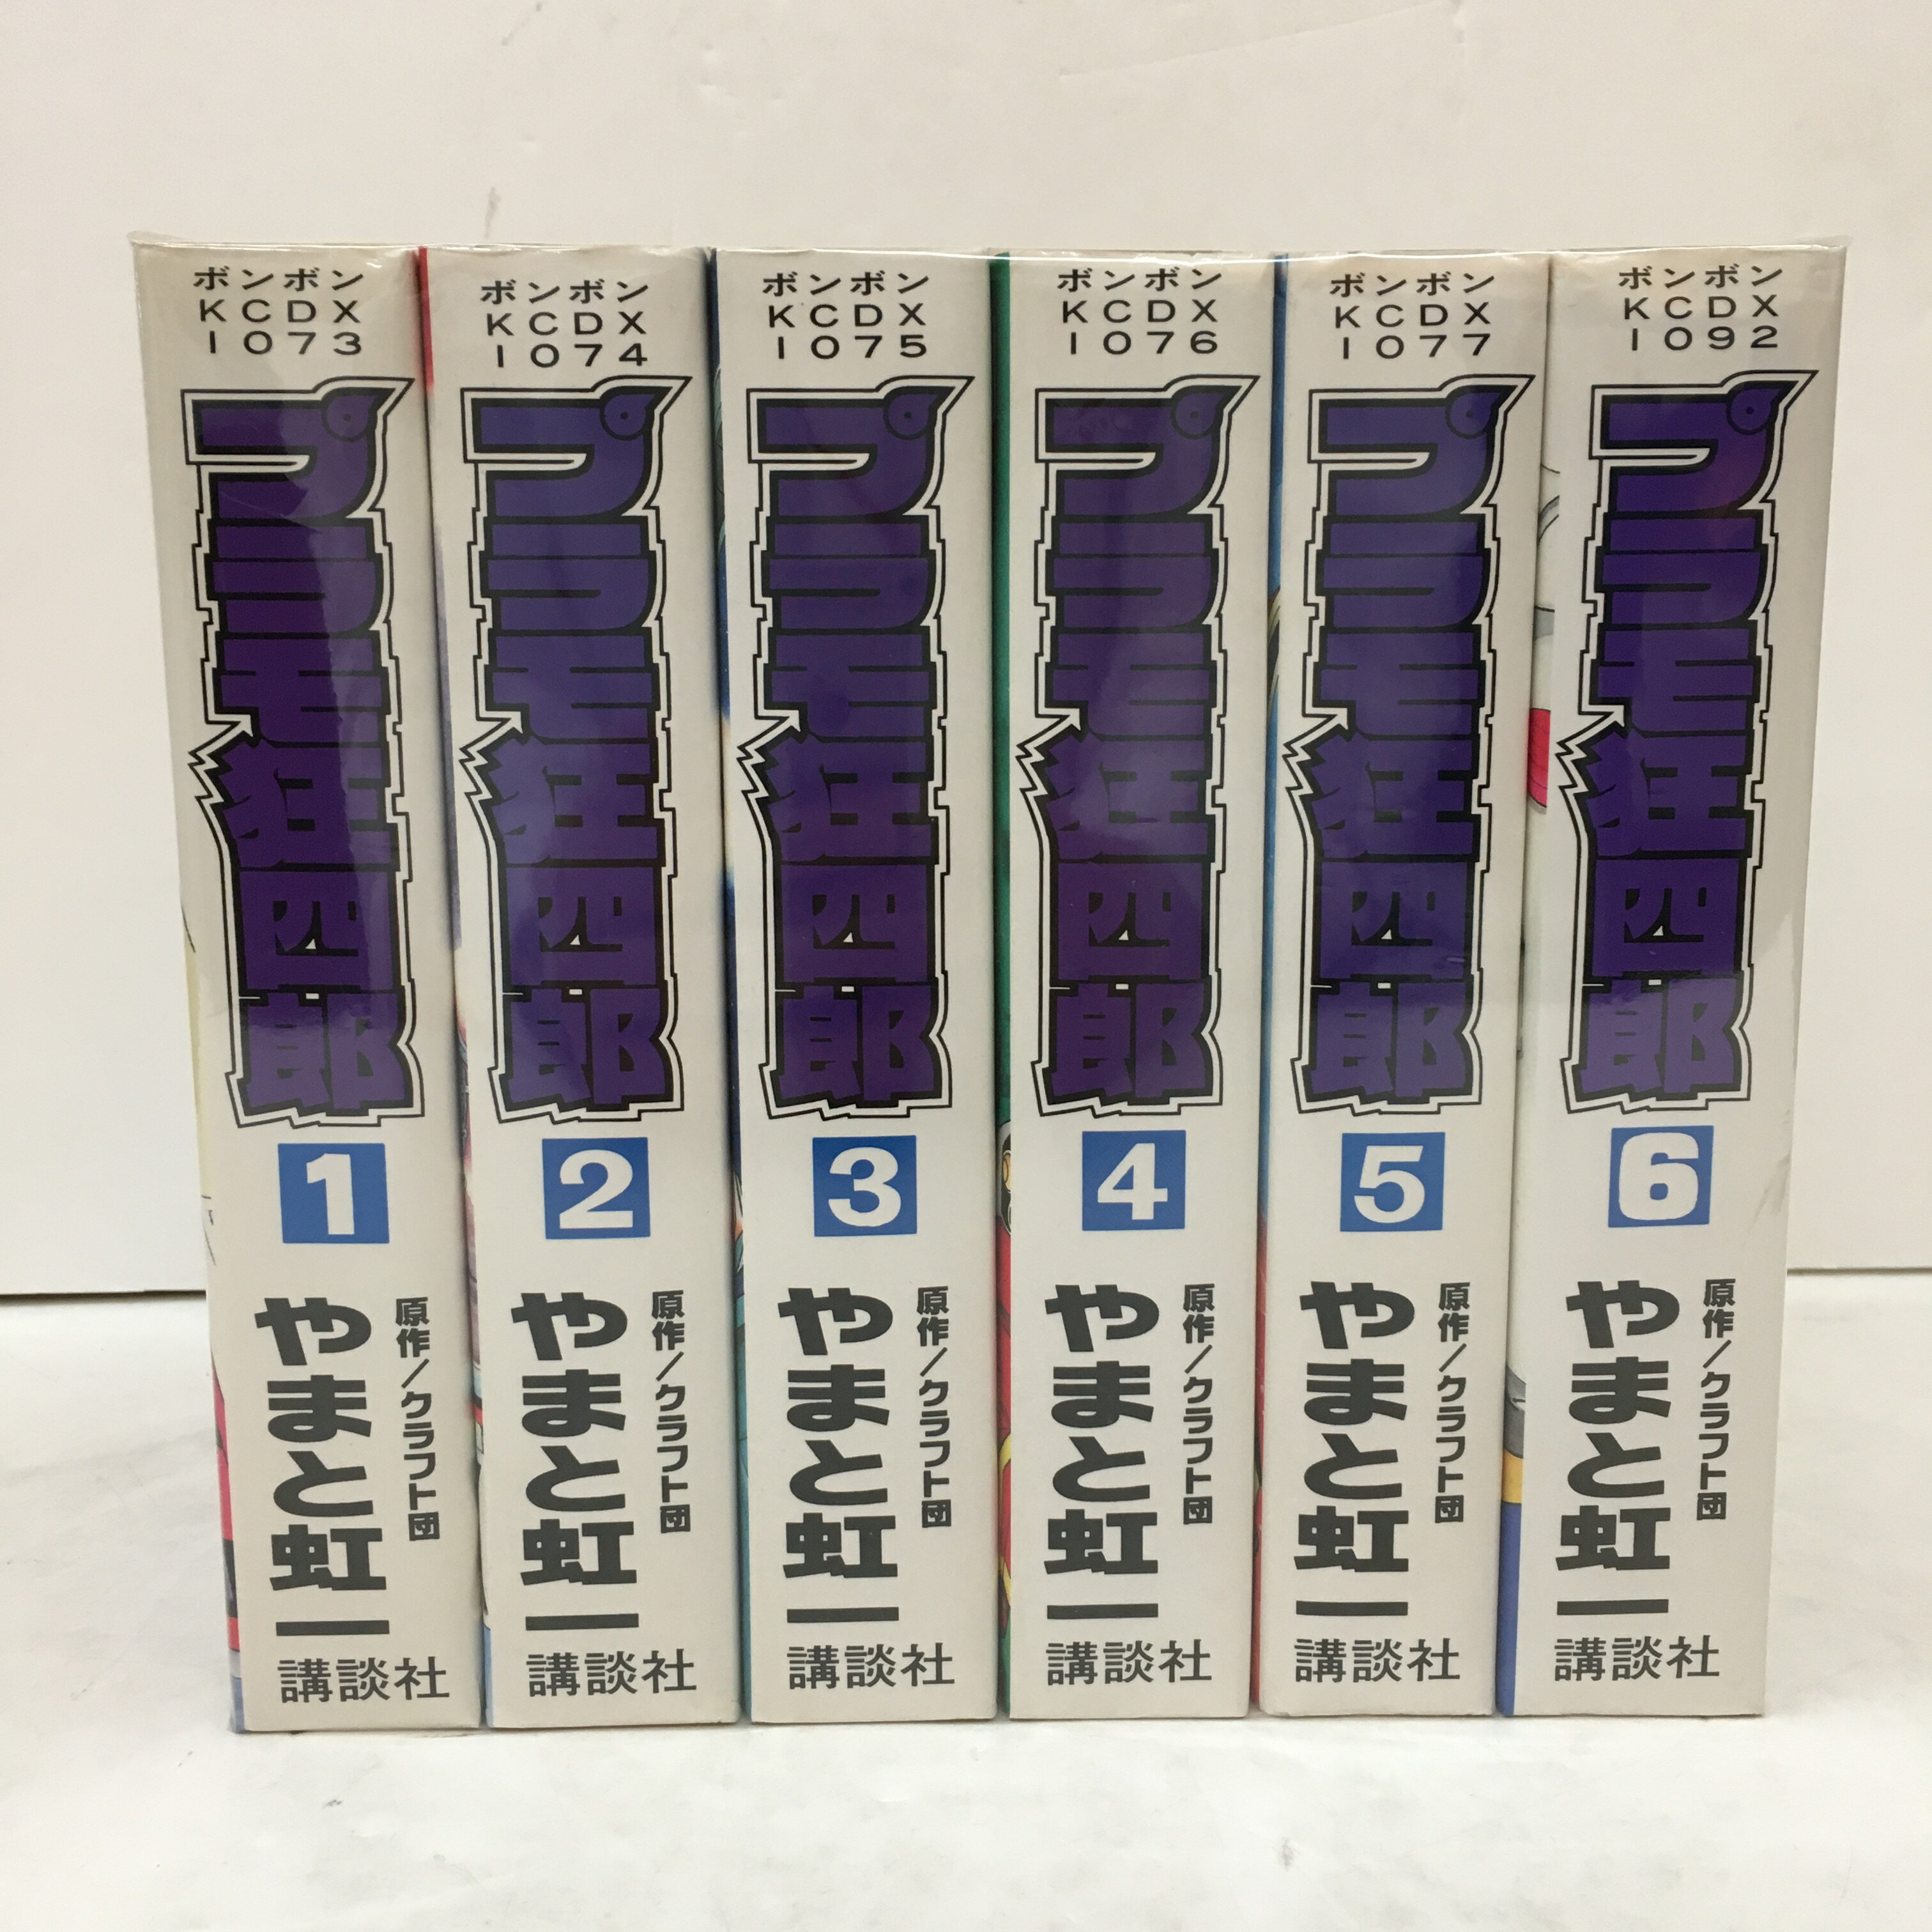 ボンボン
KCDX
1073
プラモ狂四郎
1
原作/クラフト団
やまと虹一
講談社
ボンボン
KCDX
1074
プラモ狂四郎
2
原作/クラフト団
やまと虹一
講談社
ボンボン
KCDX
1075
プラモ狂四郎
3
原作/クラフト団
やまと虹一
講談社
ボンボン
KCDX
1076
プラモ狂四郎
4
原作/クラフト団
やまと虹一
講談社
ボンボン
KCDX
1077
プラモ狂四郎
5
原作/クラフト団
やまと虹一
講談社
ボンボン
KCDX
1092
プラモ狂四郎
6
原作/クラフト団
やまと虹一
講談社